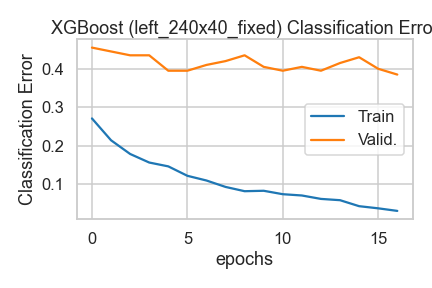 XGBoost (left_240x40_fixed) Classification Erro
Classification Error
0.4
0.3
0.2
0.1
Train
Valid.
0
5
10
15
epochs